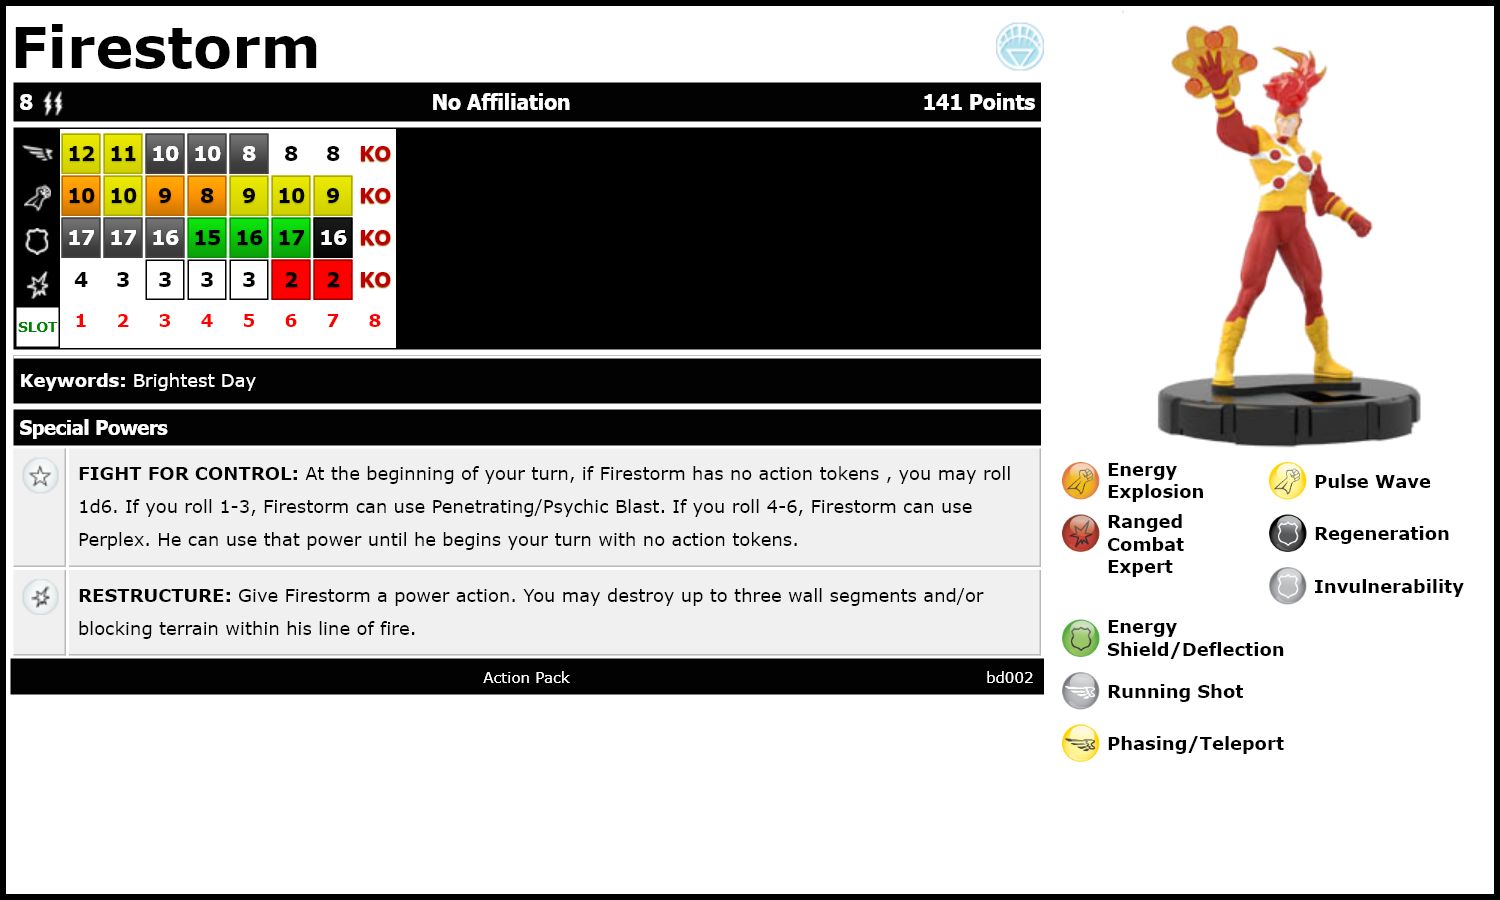 Firestorm
8 No Affiliation 141 Points
12 11 10 10 8 8 8 KO
10 10 9 8 9 10 9 KO
17 17 16 15 16 17 16 KO
4 3 3 3 3 2 2 KO
SLOT 1 2 3 4 5 6 7 8
Keywords: Brightest Day
Special Powers
FIGHT FOR CONTROL: At the beginning of your turn, if Firestorm has no action tokens , you may roll
1d6. If you roll 1-3, Firestorm can use Penetrating/Psychic Blast. If you roll 4-6, Firestorm can use
Perplex. He can use that power until he begins your turn with no action tokens.
RESTRUCTURE: Give Firestorm a power action. You may destroy up to three wall segments and/or
blocking terrain within his line of fire.
Action Pack bd002
Energy
Explosion
Pulse Wave
Ranged
Combat
Expert
Regeneration
Invulnerability
Energy
Shield/Deflection
Running Shot
Phasing/Teleport